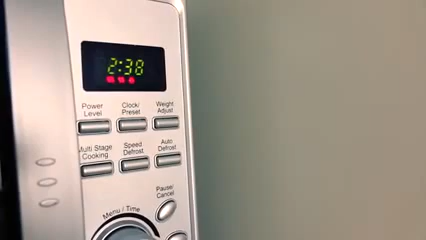 2:38
Power Level
Clock/ Preset
Weight Adjust
Multi Stage Cooking
Speed Defrost
Auto Defrost
Pause/ Cancel
Menu / Time